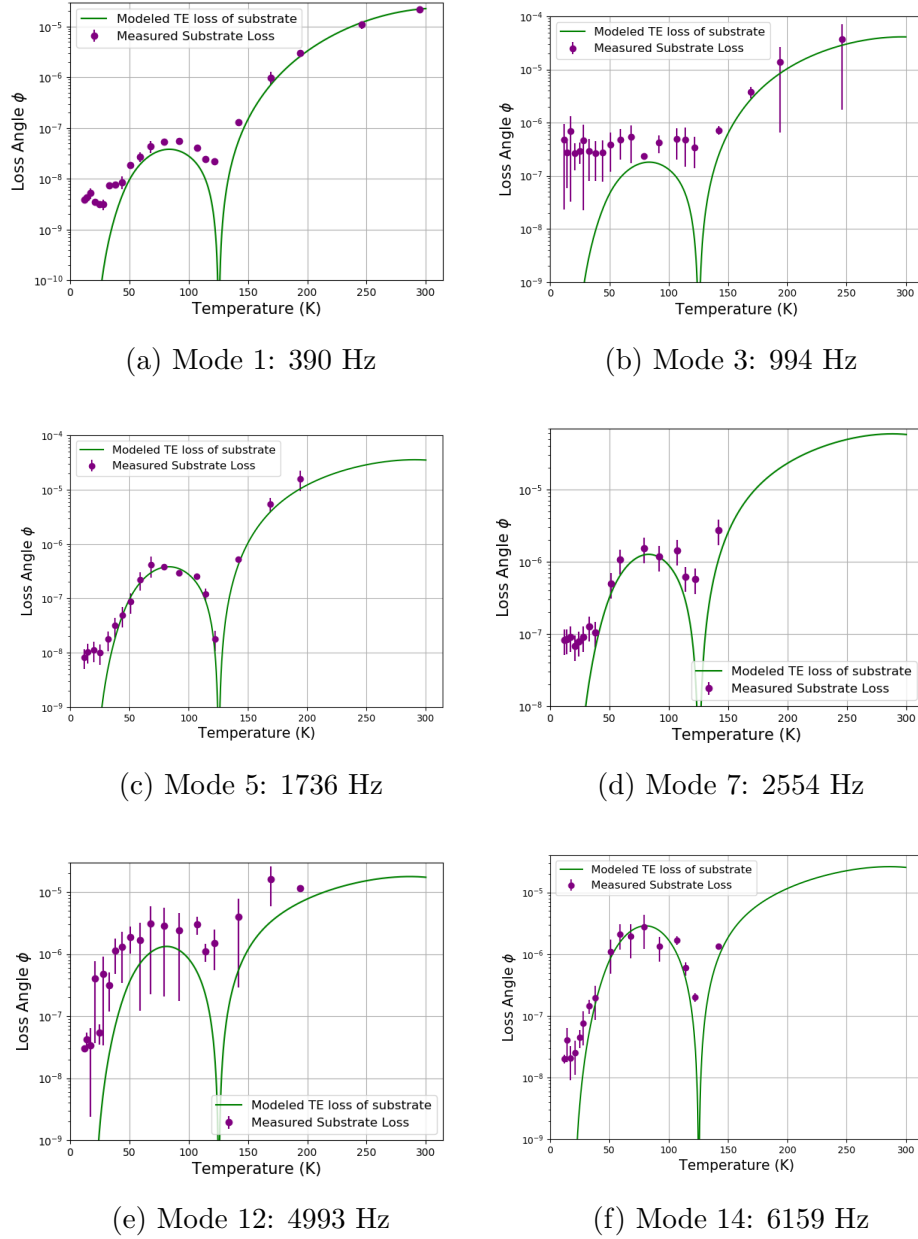 Modeled TE loss of substrate
Measured Substrate Loss
Loss Angle ϕ
10⁻⁵
10⁻⁶
10⁻⁷
10⁻⁸
10⁻⁹
10⁻¹⁰
0 50 100 150 200 250 300
Temperature (K)
(a) Mode 1: 390 Hz
Modeled TE loss of substrate
Measured Substrate Loss
Loss Angle ϕ
10⁻⁴
10⁻⁵
10⁻⁶
10⁻⁷
10⁻⁸
10⁻⁹
0 50 100 150 200 250 300
Temperature (K)
(b) Mode 3: 994 Hz
Modeled TE loss of substrate
Measured Substrate Loss
Loss Angle ϕ
10⁻⁴
10⁻⁵
10⁻⁶
10⁻⁷
10⁻⁸
10⁻⁹
0 50 100 150 200 250 300
Temperature (K)
(c) Mode 5: 1736 Hz
Loss Angle ϕ
10⁻⁵
10⁻⁶
10⁻⁷
10⁻⁸
Modeled TE loss of substrate
Measured Substrate Loss
0 50 100 150 200 250 300
Temperature (K)
(d) Mode 7: 2554 Hz
Loss Angle ϕ
10⁻⁵
10⁻⁶
10⁻⁷
10⁻⁸
10⁻⁹
Modeled TE loss of substrate
Measured Substrate Loss
0 50 100 150 200 250 300
Temperature (K)
(e) Mode 12: 4993 Hz
Modeled TE loss of substrate
Measured Substrate Loss
Loss Angle ϕ
10⁻⁵
10⁻⁶
10⁻⁷
10⁻⁸
10⁻⁹
0 50 100 150 200 250 300
Temperature (K)
(f) Mode 14: 6159 Hz